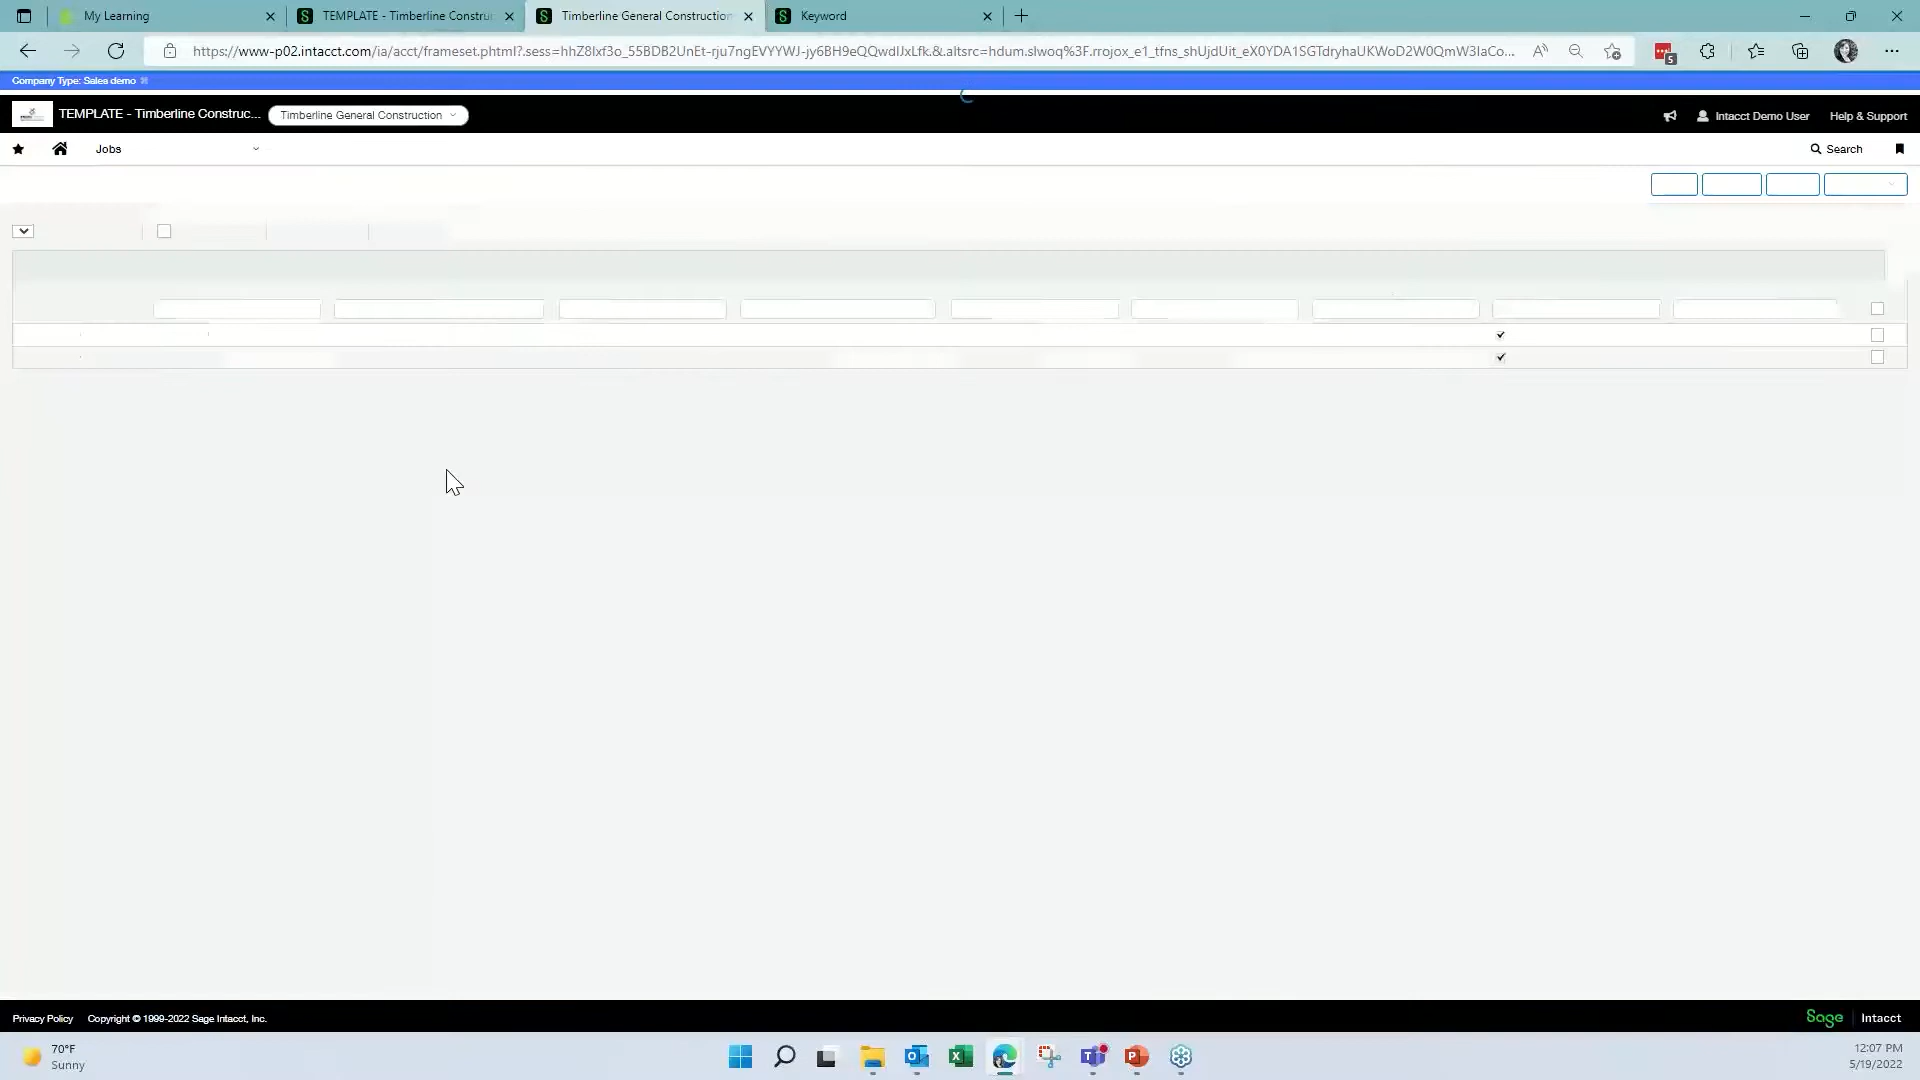 My Learning
TEMPLATE - Timberline Constru
Timberline General Construction
Keyword
https://www-p02.intacct.com/ia/acct/frameset.phtml?.sess=hhZ8lxf3o_55BDB2UnEt-rju7ngEVYYWJ-jy6BH9eQQwdIJxLfk.&.altsrc=hdum.slwoq%3F.rrojox_e1_tfns_shUjdUit_eX0YDA1SGTdryhaUKWoD2W0QmW3IaCo...
5
Company Type: Sales demo
TEMPLATE - Timberline Construc...
Timberline General Construction
Intacct Demo User
Help & Support
Jobs
Search
Privacy Policy
Copyright © 1999-2022 Sage Intacct, Inc.
Sage
Intacct
70°F
Sunny
12:07 PM
5/19/2022